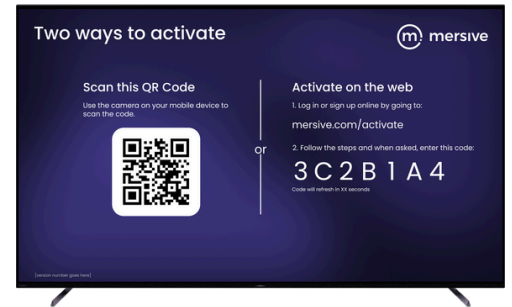 Two ways to activate
mersive
Scan this QR Code
Use the camera on your mobile device to
scan the code.
or
Activate on the web
1. Log in or sign up online by going to:
mersive.com/activate
2. Follow the steps and when asked, enter this code:
3C2B1A4
Code will refresh in XX seconds
[version number goes here]